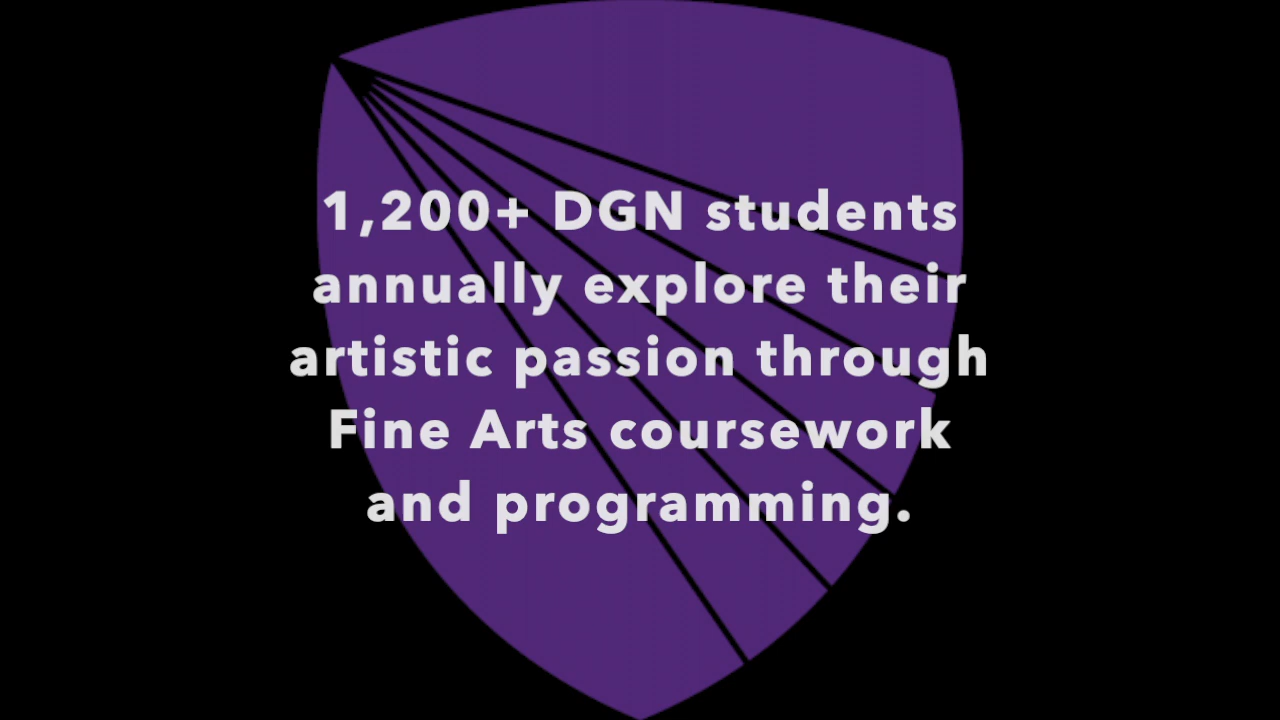 1,200+ DGN students
annually explore their
artistic passion through
Fine Arts coursework
and programming.